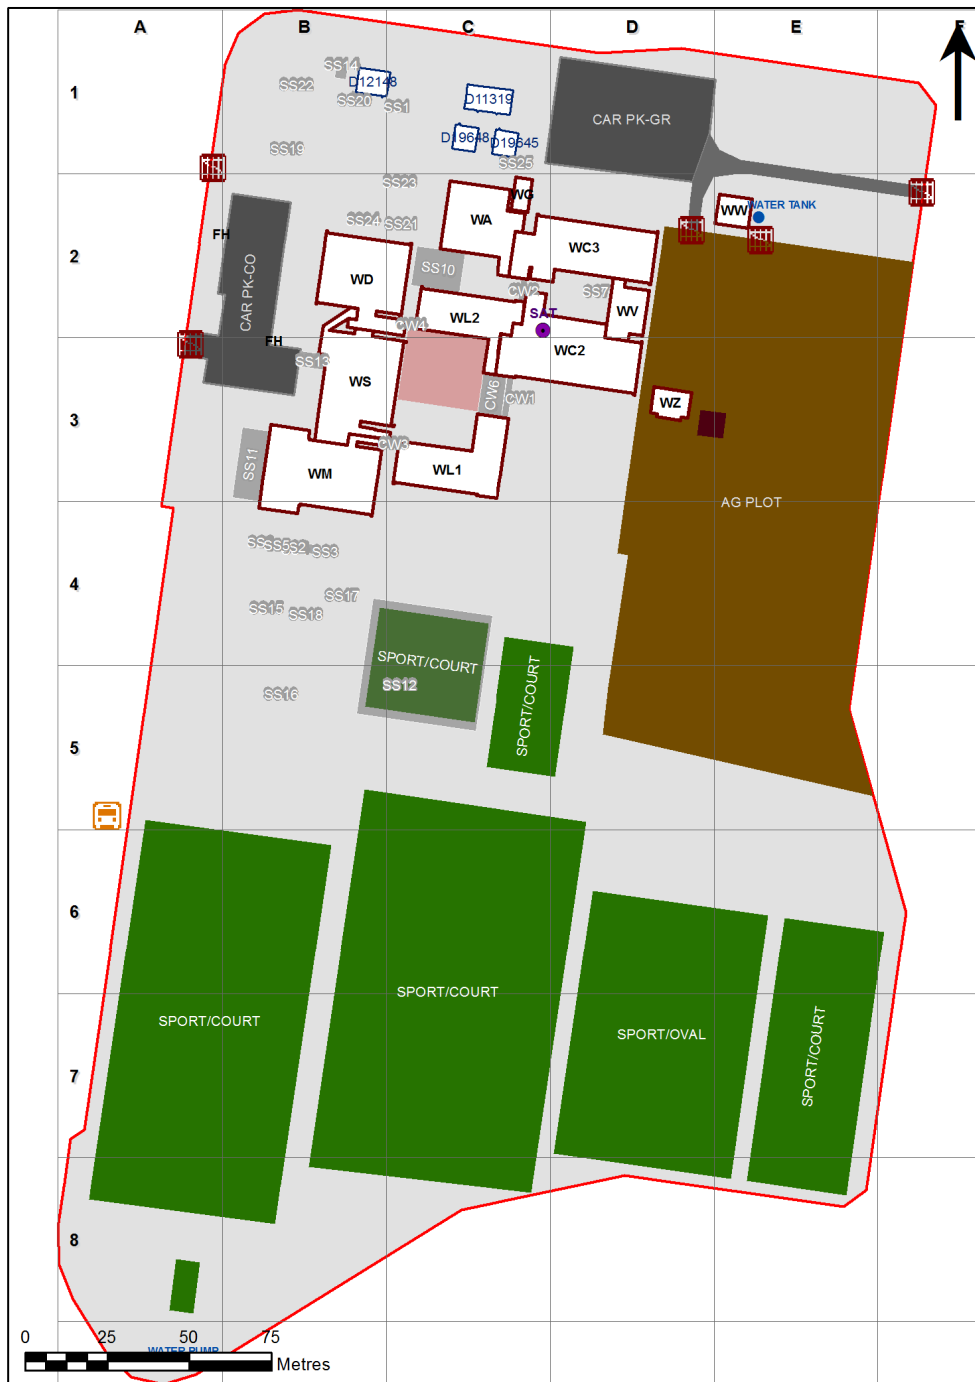 A B C D E F
1
SS14
D12148
SS22
SS20
SS1
D11319
CAR PK-GR
D19648
D19645
SS19
SS25
SS23
WG
WW
WATER TANK
SS24
SS21
WA
FH
WC3
2
SS10
WD
CAR PK-CO
CW2
SS7
SAT
WV
WL2
CW4
FH
WC2
SS13
WS
CW6
CW1
WZ
3
CW3
SS11
WM
WL1
AG PLOT
SS5
SS3
4
SS17
SS15
SS18
SPORT/COURT
SS12
SS16
SPORT/COURT
5
6
SPORT/COURT
SPORT/COURT
SPORT/OVAL
SPORT/COURT
7
8
0 25 50 75
WATER PUMP
Metres